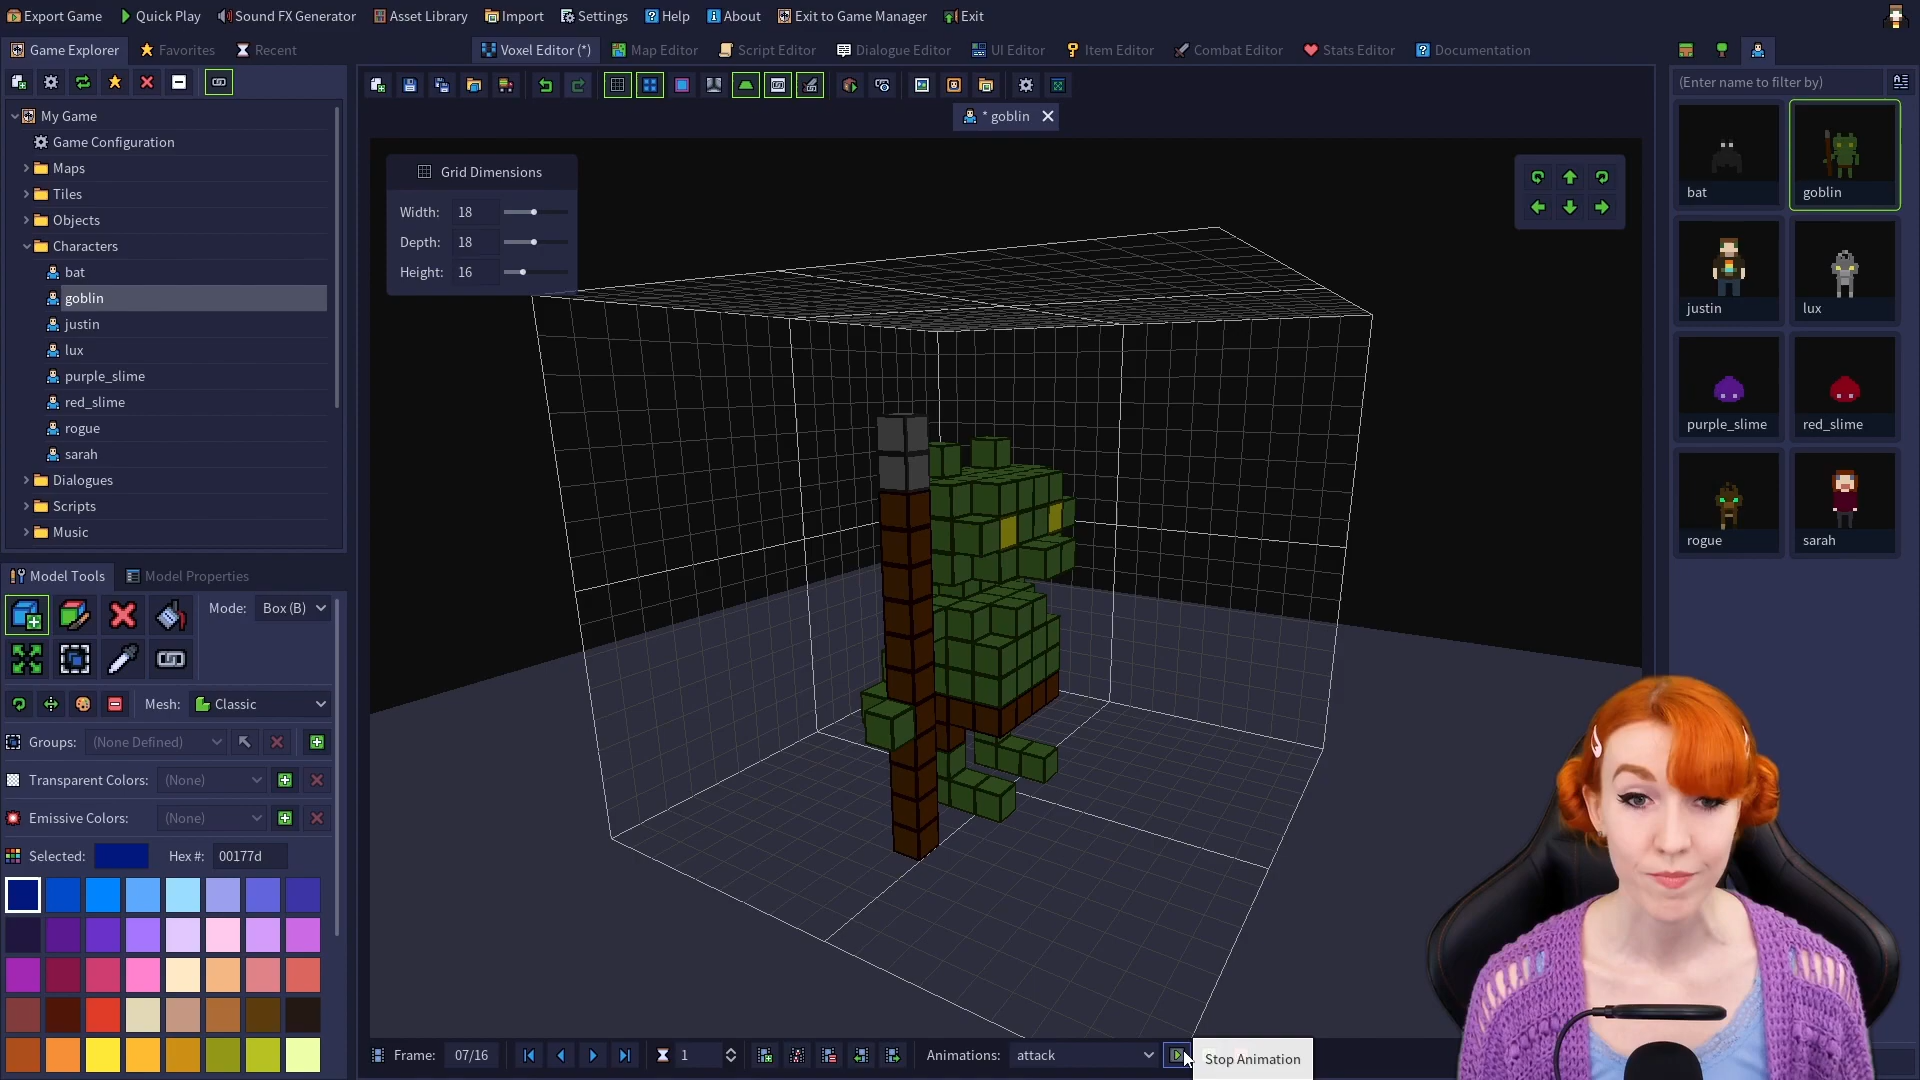 Export Game Quick Play Sound FX Generator Asset Library Import Settings Help About Exit to Game Manager Exit
Game Explorer Favorites Recent Voxel Editor (*) Map Editor Script Editor Dialogue Editor UI Editor Item Editor Combat Editor Stats Editor Documentation
(Enter name to filter by)
* goblin
My Game
Game Configuration
Maps
Tiles
Objects
Characters
bat
goblin
justin
lux
purple_slime
red_slime
rogue
sarah
Dialogues
Scripts
Music
Grid Dimensions
Width: 18
Depth: 18
Height: 16
bat goblin
justin lux
purple_slime red_slime
rogue sarah
Model Tools Model Properties
Mode: Box (B)
Mesh: Classic
Groups: (None Defined)
Transparent Colors: (None)
Emissive Colors: (None)
Selected: Hex #: 00177d
Frame: 07/16 1 Animations: attack
Stop Animation